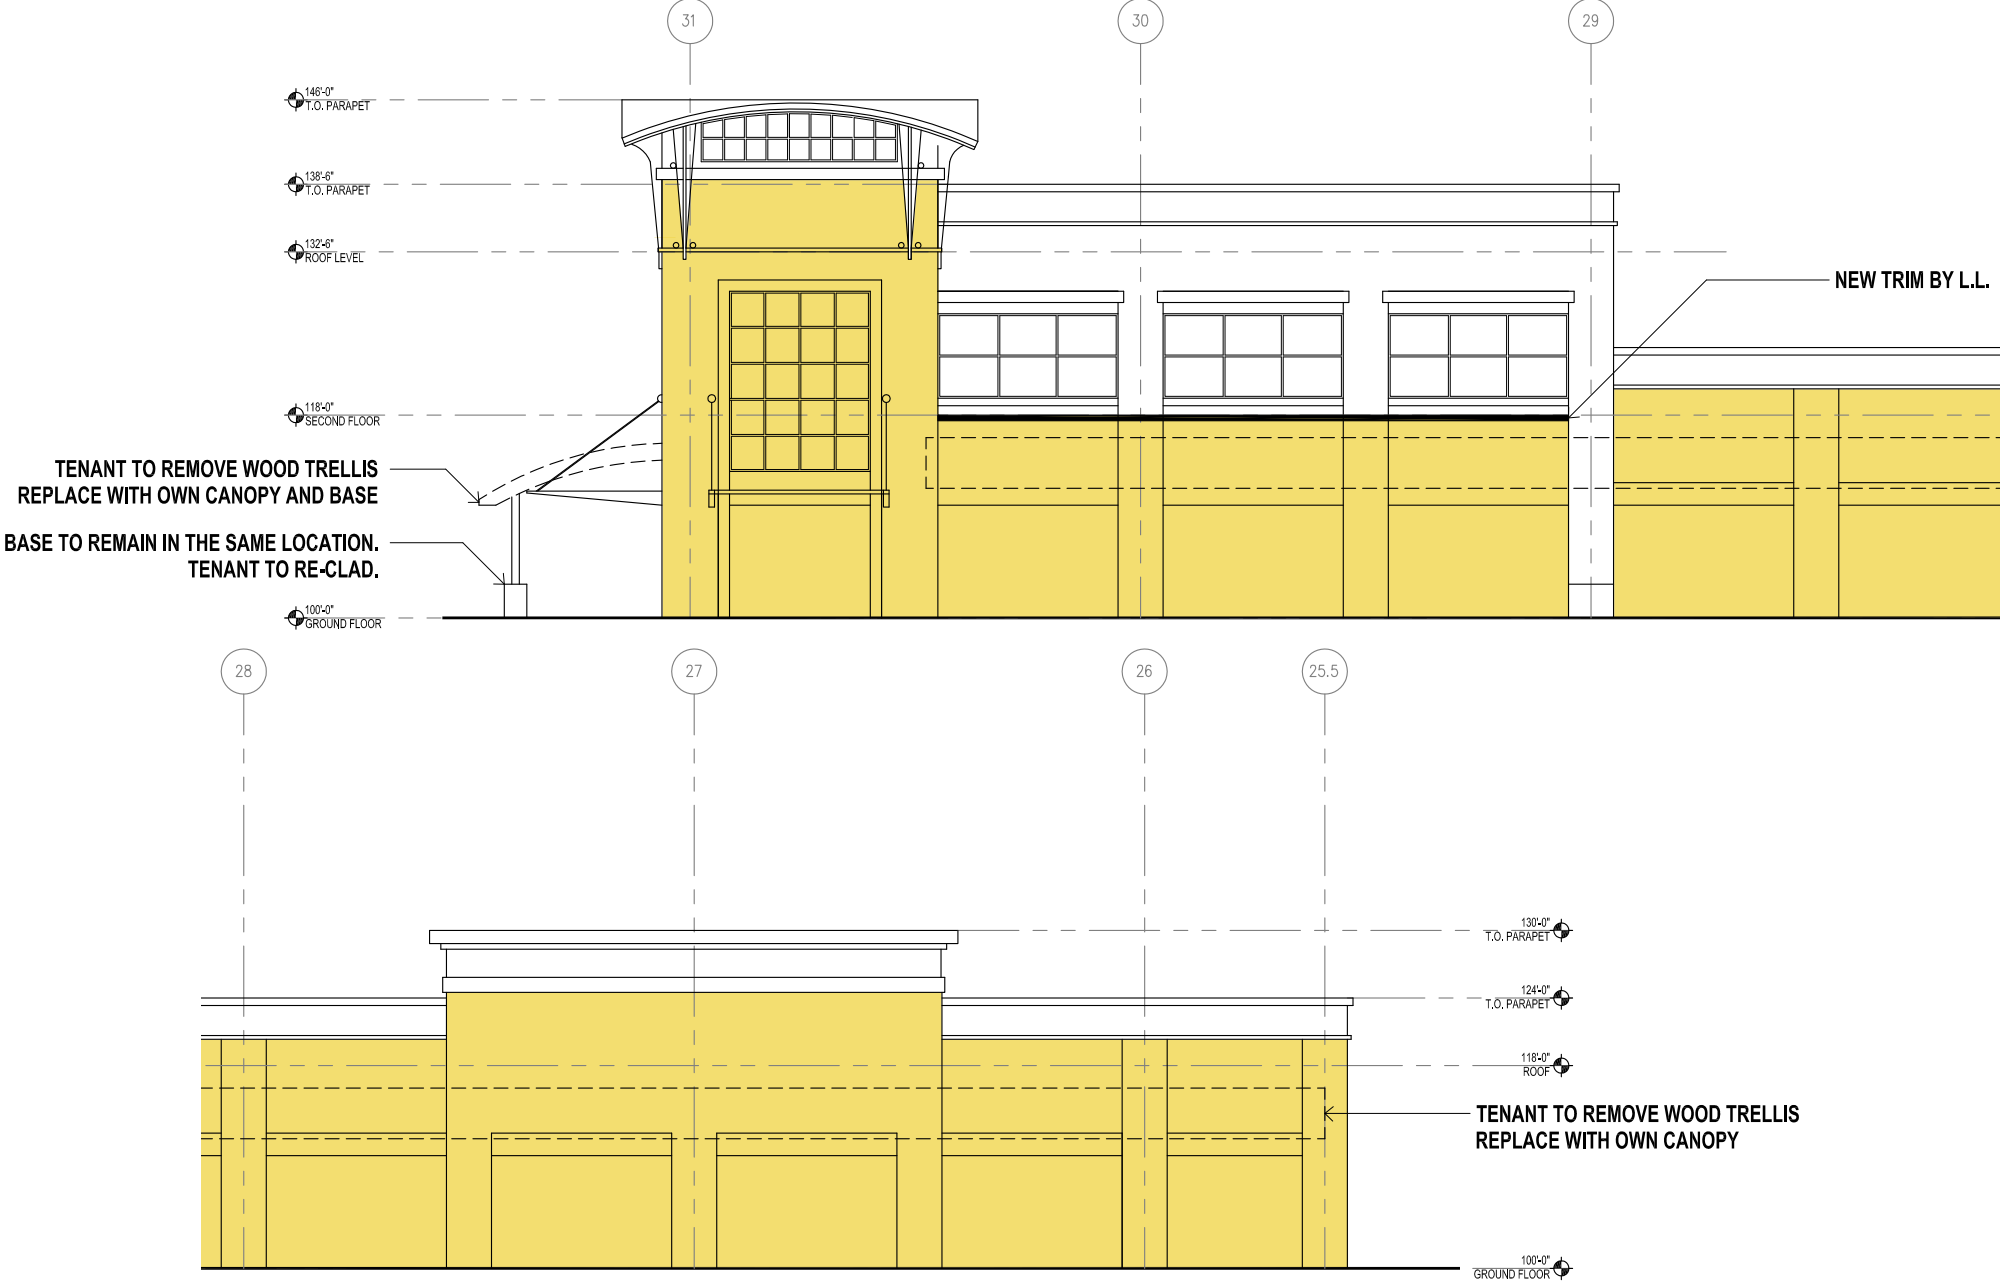 31
30
29
146'-0"
T.O. PARAPET
138'-6"
T.O. PARAPET
132'-6"
ROOF LEVEL
NEW TRIM BY L.L.
118'-0"
SECOND FLOOR
TENANT TO REMOVE WOOD TRELLIS
REPLACE WITH OWN CANOPY AND BASE
BASE TO REMAIN IN THE SAME LOCATION.
TENANT TO RE-CLAD.
100'-0"
GROUND FLOOR
28
27
26
25.5
130'-0"
T.O. PARAPET
124'-0"
T.O. PARAPET
118'-0"
ROOF
TENANT TO REMOVE WOOD TRELLIS
REPLACE WITH OWN CANOPY
100'-0"
GROUND FLOOR